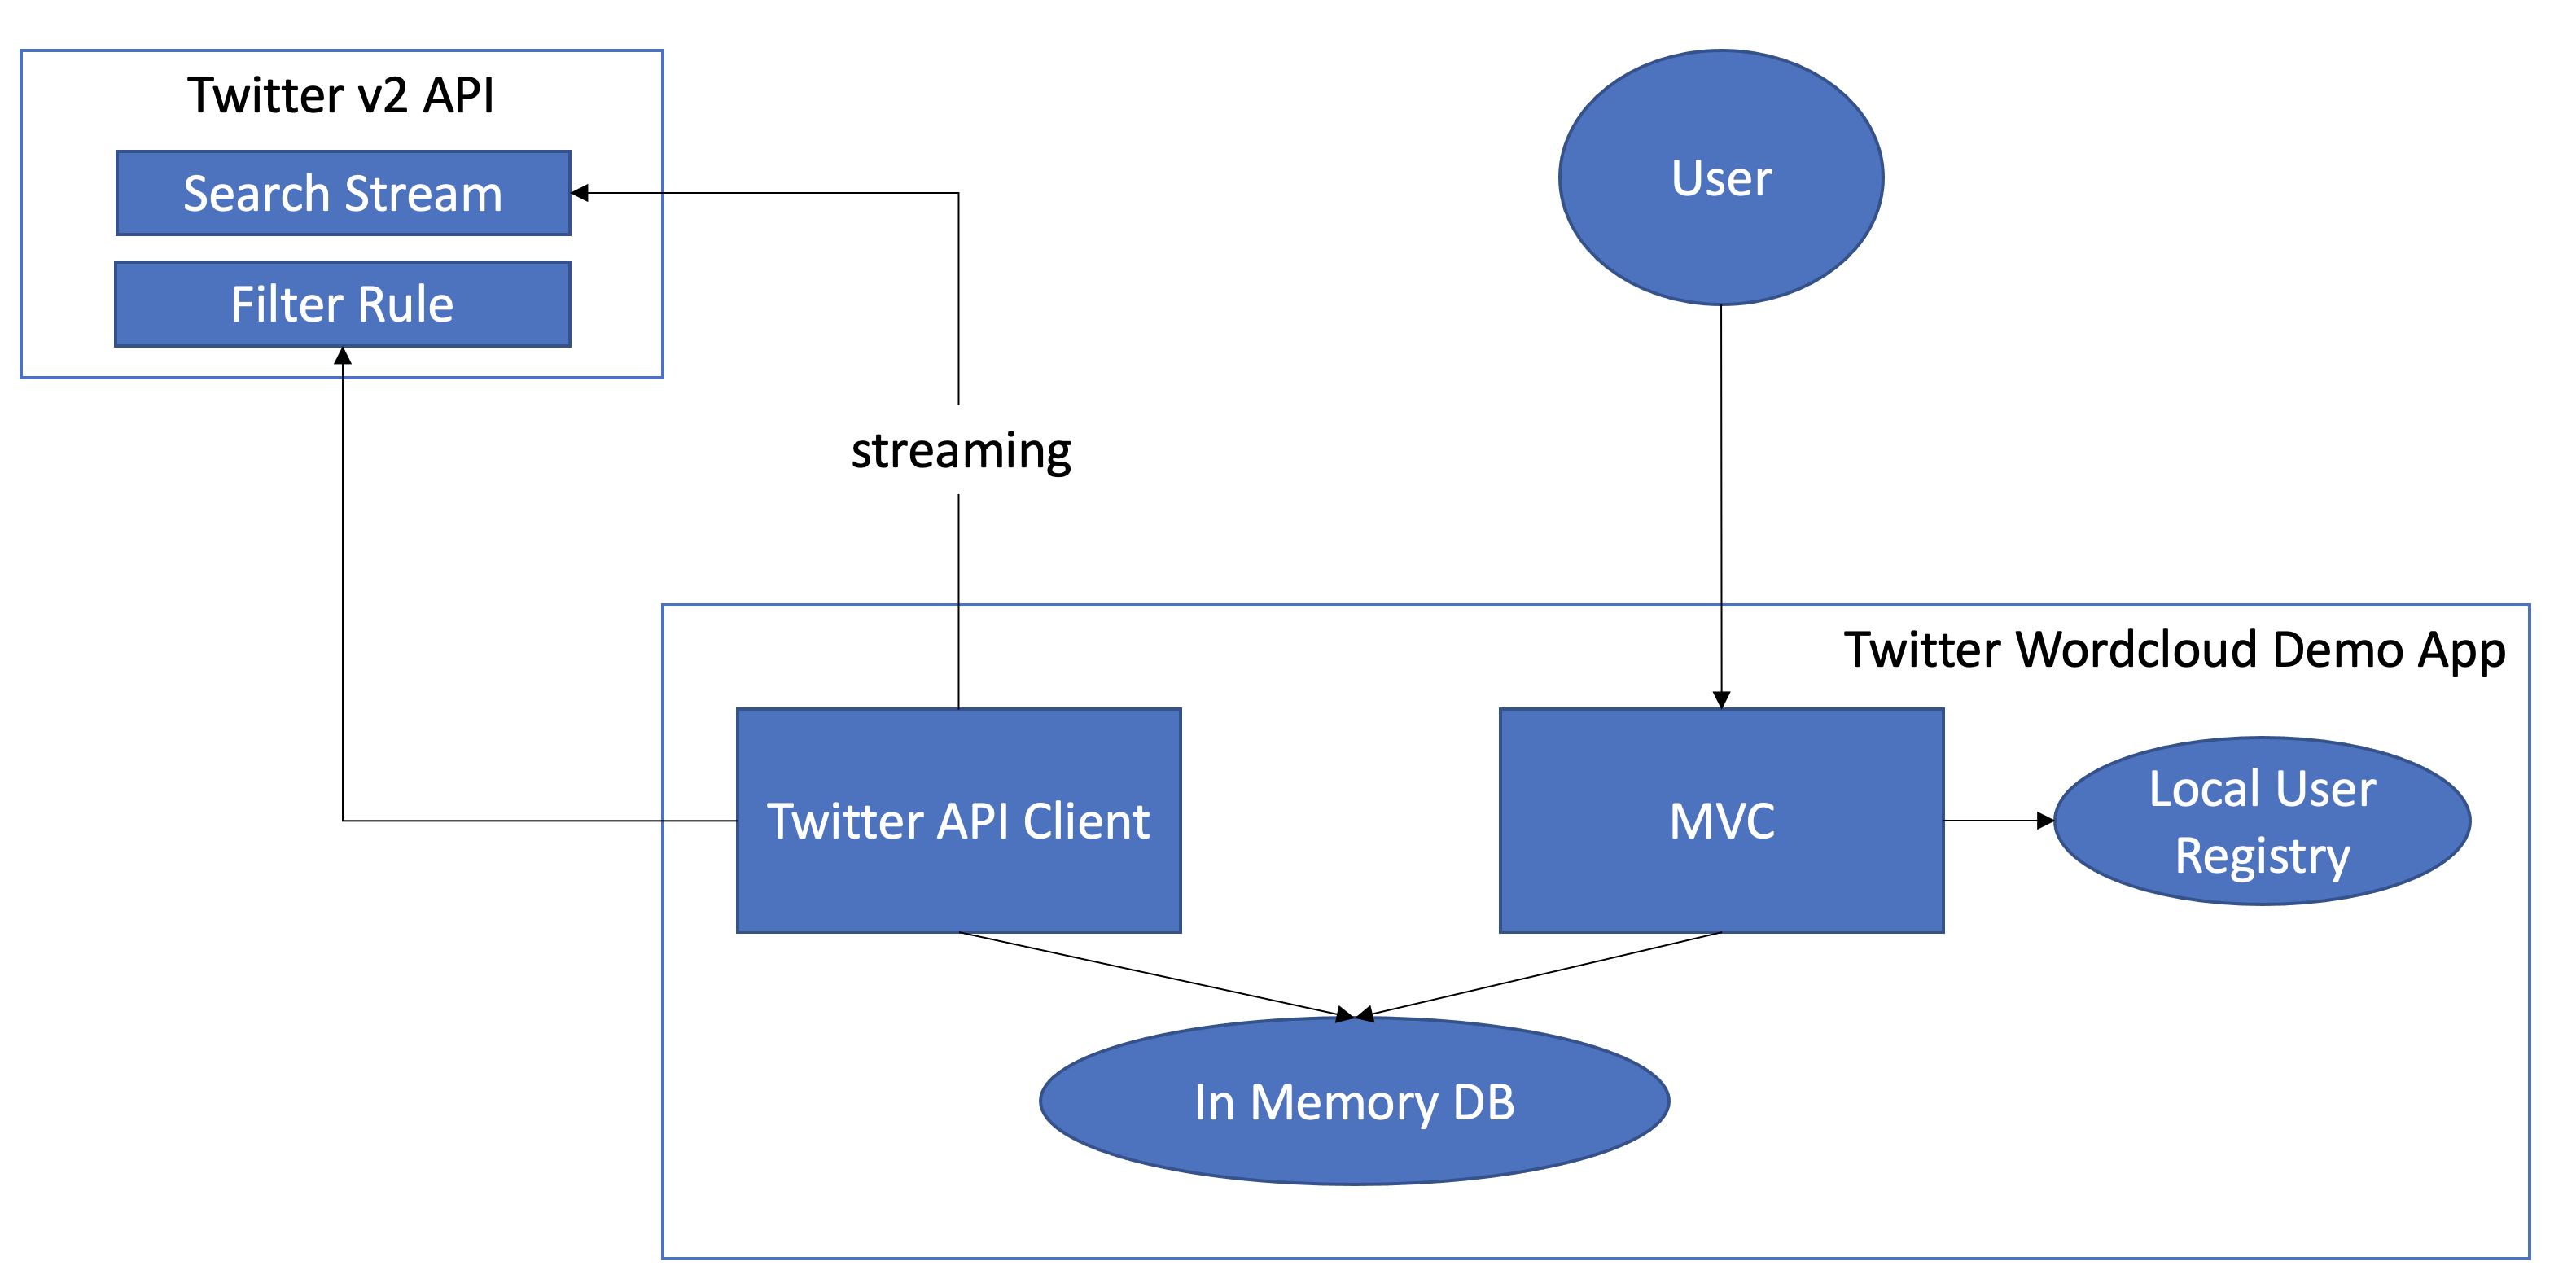 Twitter v2 API
Search Stream
Filter Rule
User
streaming
Twitter Wordcloud Demo App
Twitter API Client
MVC
Local User
Registry
In Memory DB